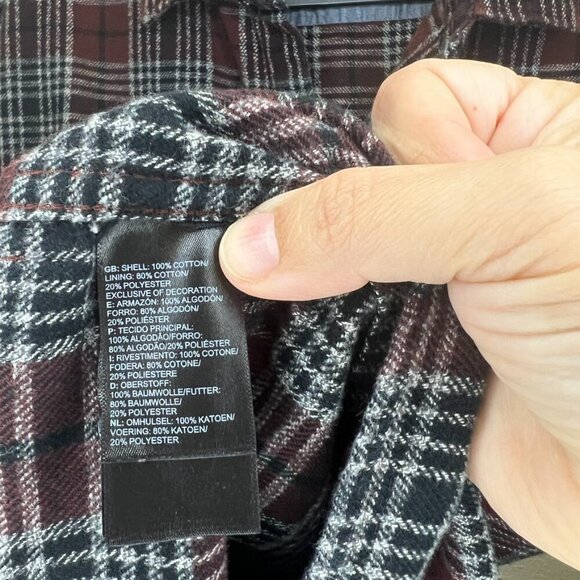 GB: SHELL: 100% COTTON/
LINING: 80% COTTON/
20% POLYESTER
EXCLUSIVE OF DECORATION
E: ARMAZÓN: 100% ALGODÓN/
FORRO: 80% ALGODÓN/
20% POLIÉSTER
P: TECIDO PRINCIPAL:
100% ALGODÃO/FORRO:
80% ALGODÃO/20% POLIÉSTER
I: RIVESTIMENTO: 100% COTONE/
FODERA: 80% COTONE/
20% POLIESTERE
D: OBERSTOFF:
100% BAUMWOLLE/FUTTER:
80% BAUMWOLLE/
20% POLYESTER
NL: OMHULSEL: 100% KATOEN/
VOERING: 80% KATOEN/
20% POLYESTER